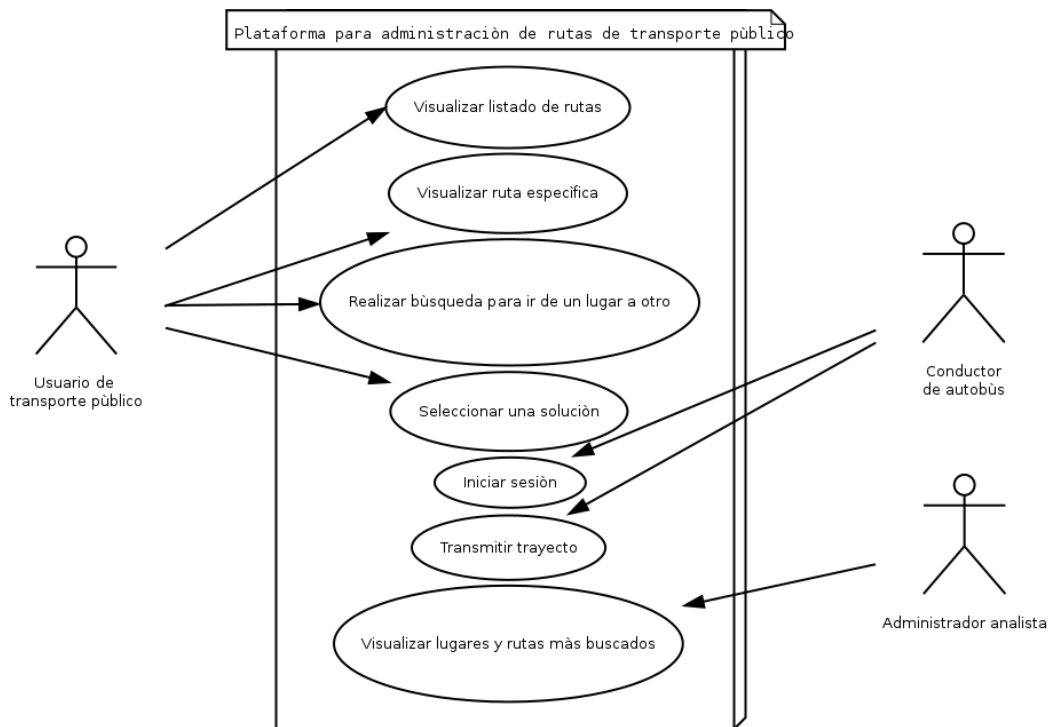 Plataforma para administraciòn de rutas de transporte pùblico
Visualizar listado de rutas
Visualizar ruta especìfica
Realizar bùsqueda para ir de un lugar a otro
Usuario de
transporte pùblico
Conductor
de autobùs
Seleccionar una soluciòn
Iniciar sesiòn
Transmitir trayecto
Administrador analista
Visualizar lugares y rutas màs buscados